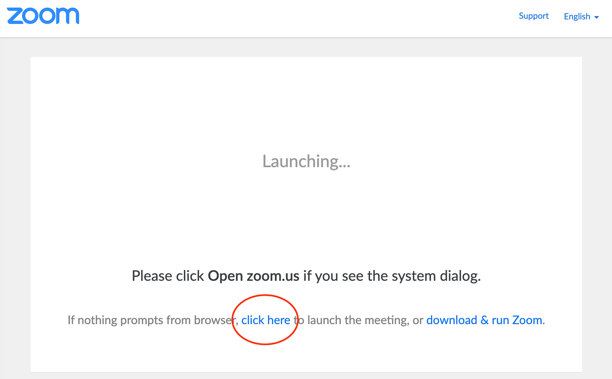 zoom
Support English
Launching...
Please click Open zoom.us if you see the system dialog.
If nothing prompts from browser, click here to launch the meeting, or download & run Zoom.